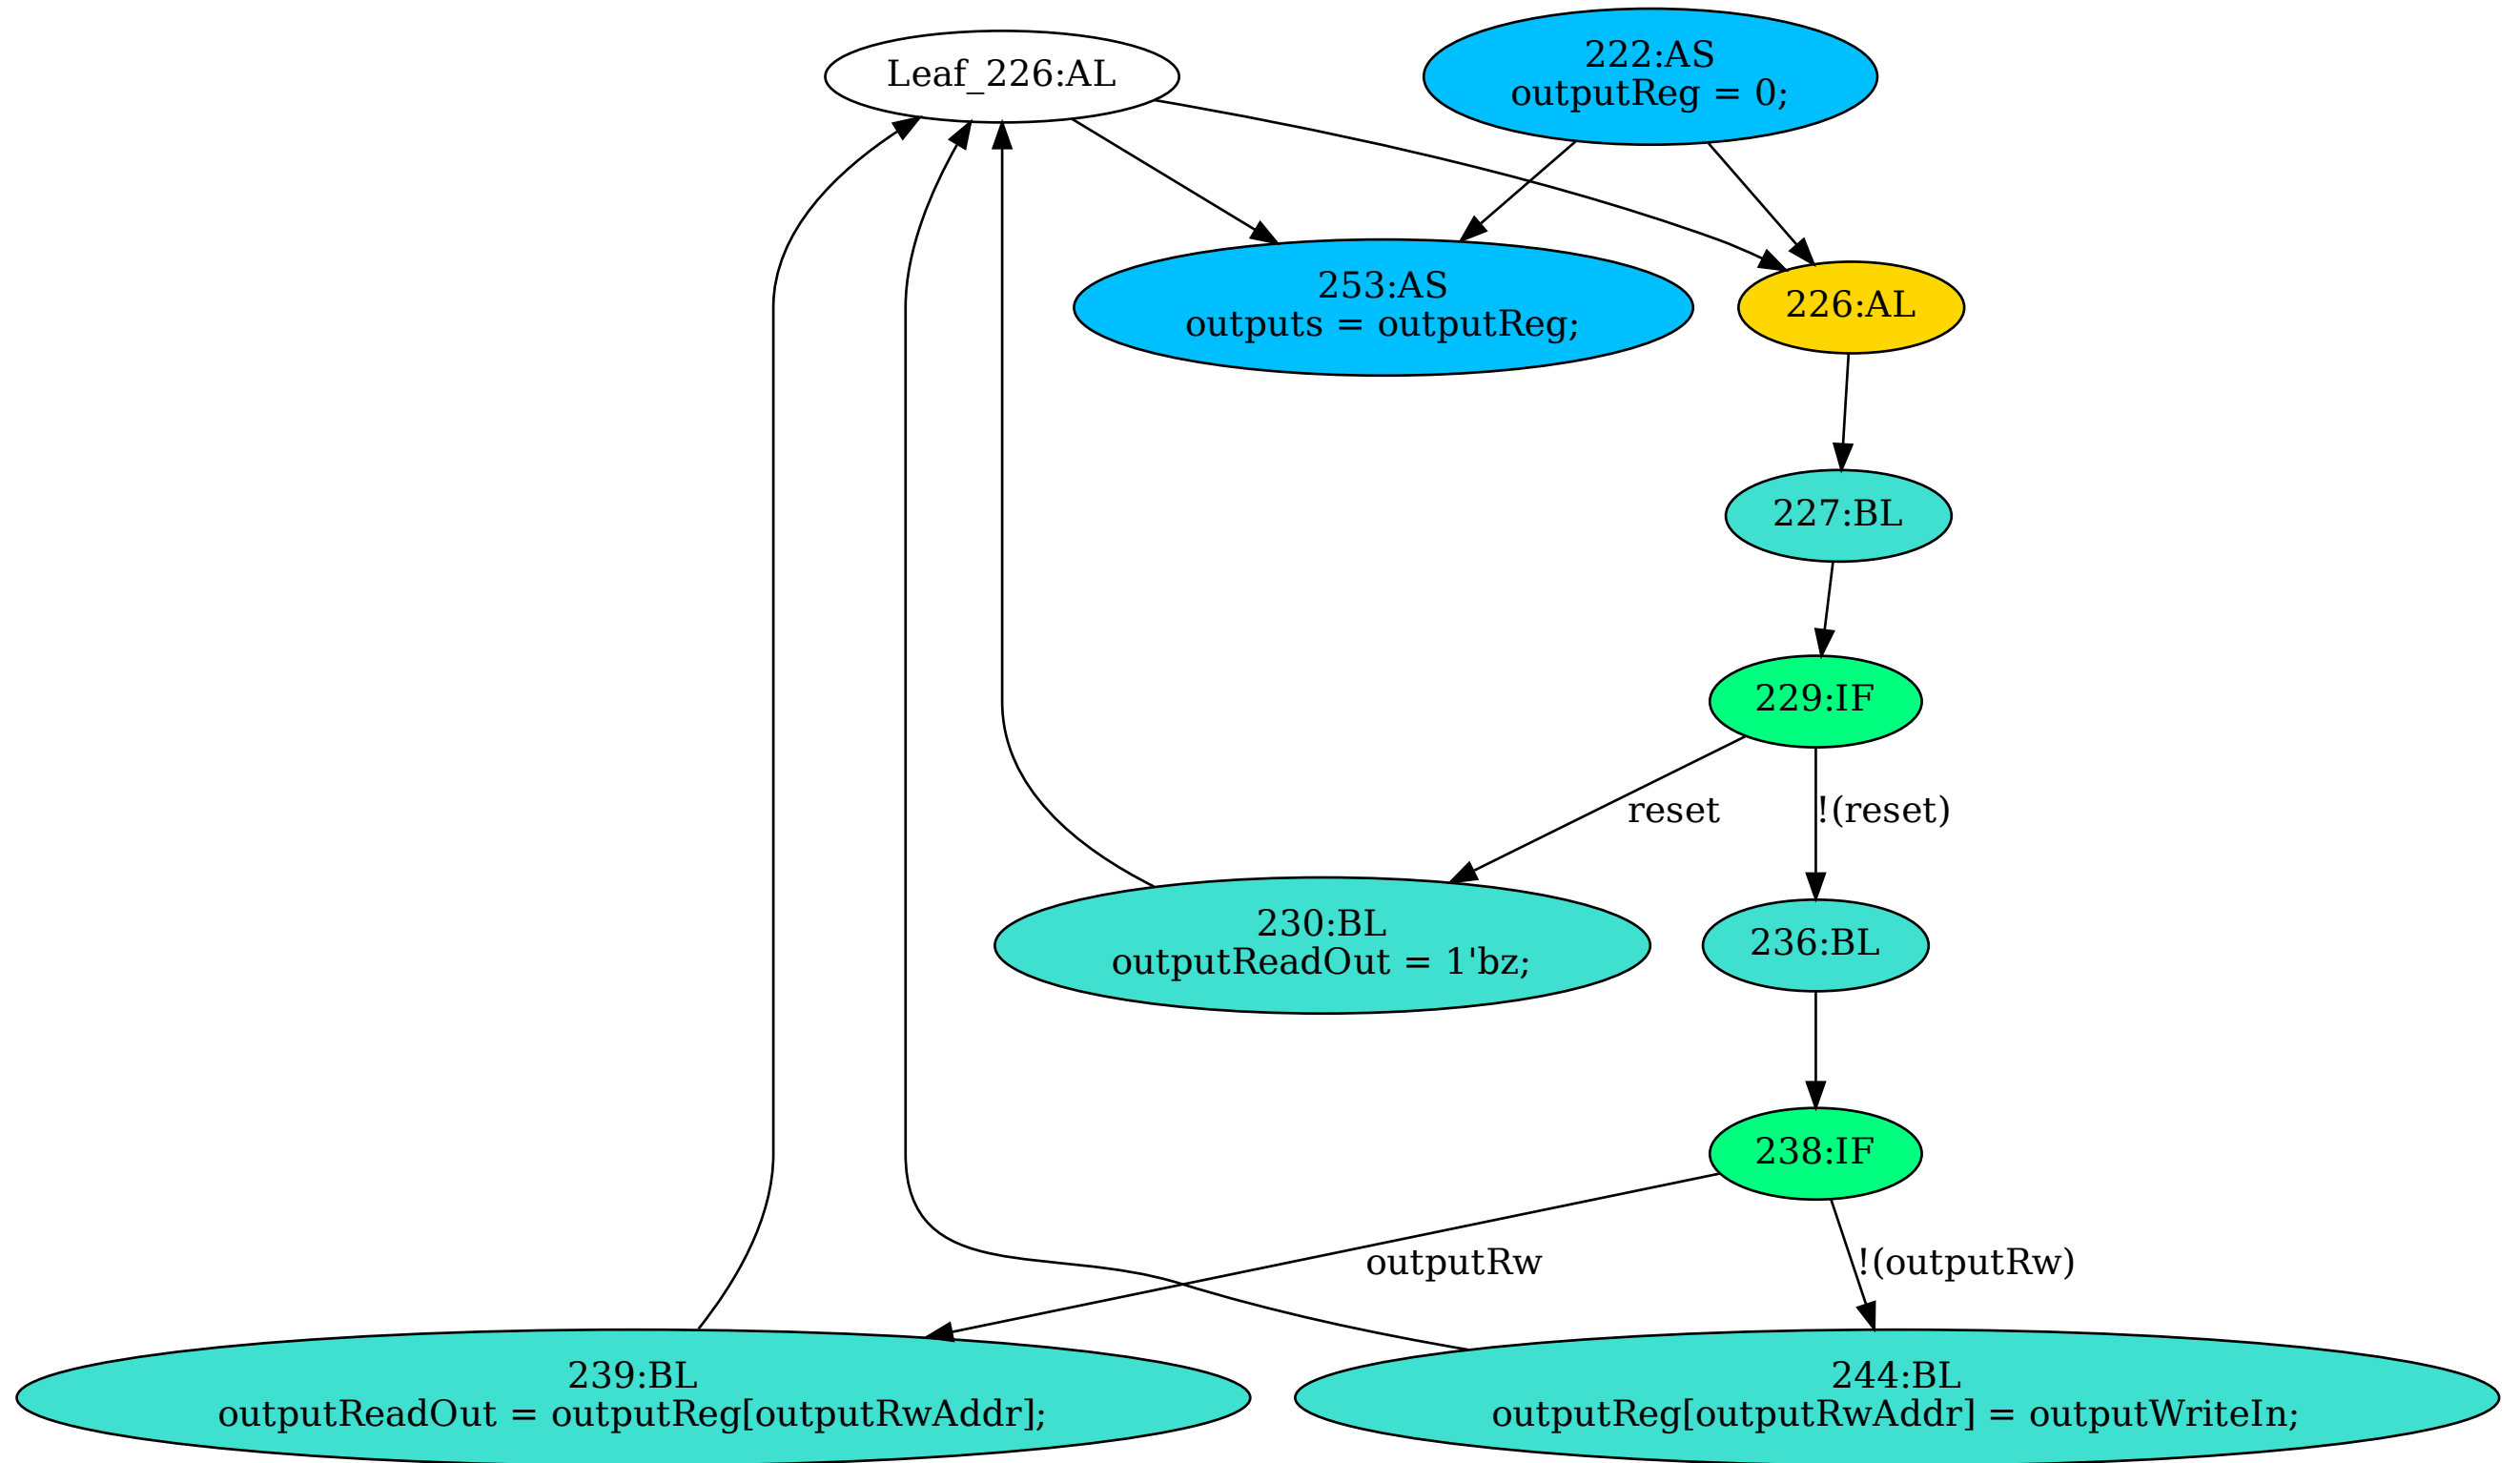 Leaf_226:AL
222:AS
outputReg = 0;
253:AS
outputs = outputReg;
226:AL
227:BL
229:IF
reset
!(reset)
230:BL
outputReadOut = 1'bz;
236:BL
238:IF
outputRw
!(outputRw)
239:BL
outputReadOut = outputReg[outputRwAddr];
244:BL
outputReg[outputRwAddr] = outputWriteIn;